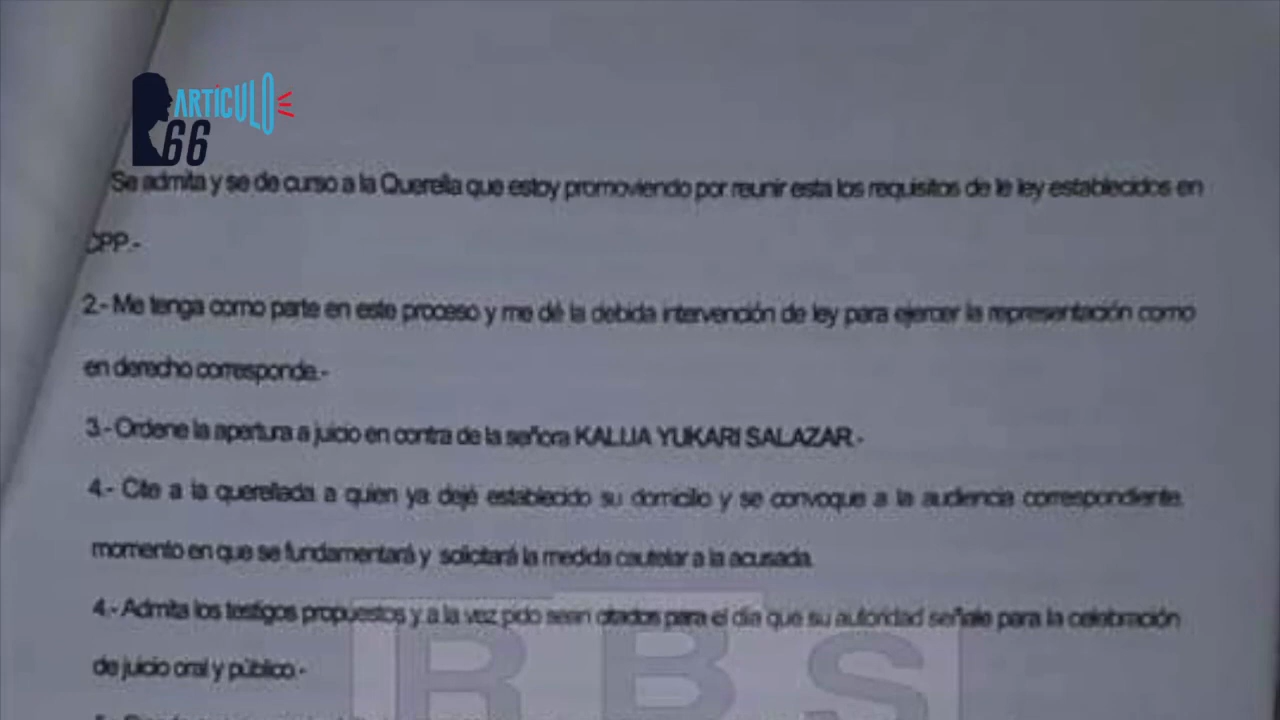 ARTÍCULO
66
Se admita y se de curso a la Querella que estoy promoviendo por reunir esta los requisitos de le ley establecidos en
CPP.-
2.- Me tenga como parte en este proceso y me dé la debida intervención de ley para ejercer la representación como
en derecho corresponde.-
3.- Ordene la apertura a juicio en contra de la señora KALUA YUKARI SALAZAR.-
4.- Cite a la querellada a quien ya dejé establecido su domicilio y se convoque a la audiencia correspondiente,
momento en que se fundamentará y solicitará la medida cautelar a la acusada.
4.- Admita los testigos propuestos y a la vez pido sean citados para el día que su autoridad señale para la celebración
de juicio oral y público.-
RBS